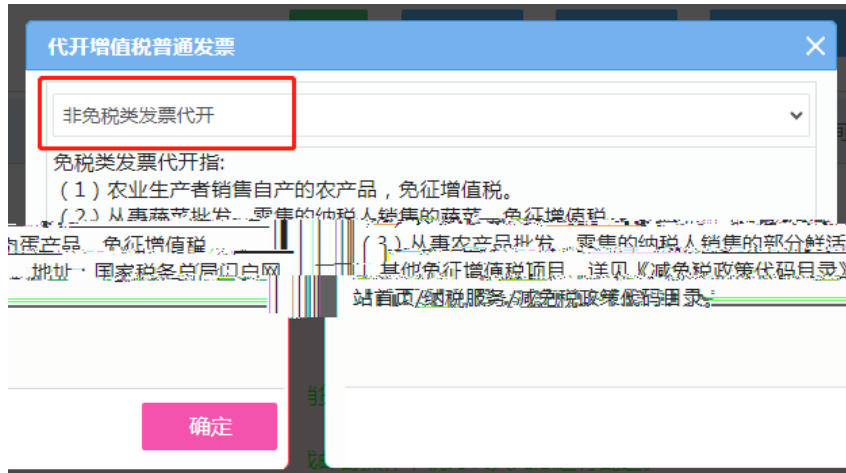 代开增值税普通发票
非免税类发票代开
免税类发票代开指:
（1）农业生产者销售自产的农产品，免征增值税。
（2）从事蔬菜批发、零售的纳税人销售的蔬菜，免征增值税
（3）从事农产品批发、零售的纳税人销售的部分鲜活
蛋产品，免征增值税
其他免征增值税项目，详见《减免税政策代码目录》
地址：国家税务总局门户网
站首页/纳税服务/减免税政策代码目录。
确定